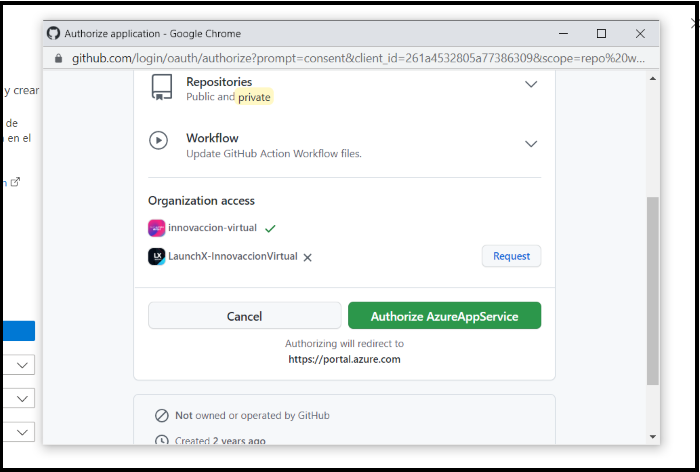 Authorize application - Google Chrome
github.com/login/oauth/authorize?prompt=consent&client_id=261a4532805a77386309&scope=repo%20w...
Repositories
Public and private
y crear
Workflow
Update GitHub Action Workflow files.
de
en el
Organization access
innovaccion-virtual
LaunchX-InnovaccionVirtual
Request
Cancel
Authorize AzureAppService
Authorizing will redirect to
https://portal.azure.com
Not owned or operated by GitHub
Created 2 years ago